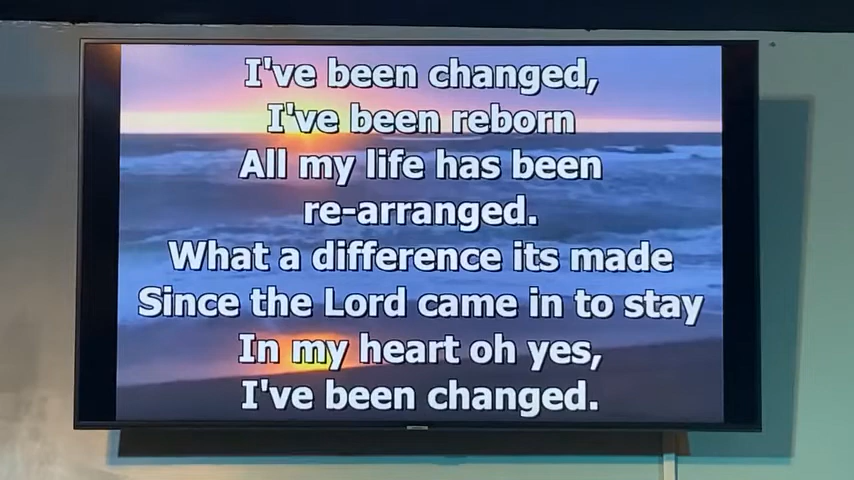 I've been changed,
I've been reborn
All my life has been
re-arranged.
What a difference its made
Since the Lord came in to stay
In my heart oh yes,
I've been changed.